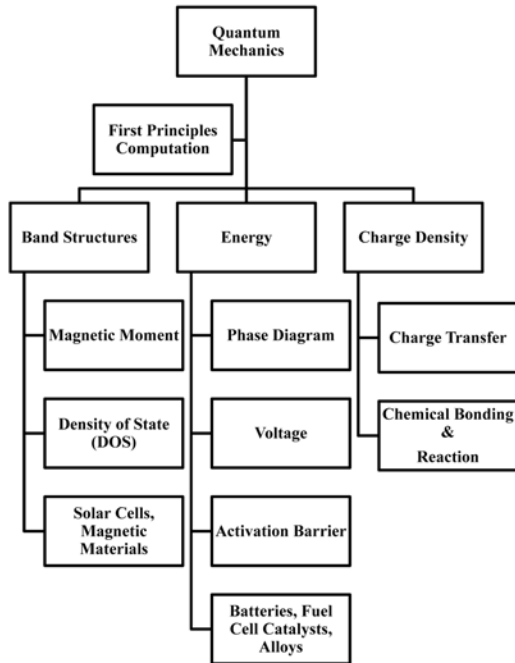 Quantum
Mechanics
First Principles
Computation
Band Structures
Energy
Charge Density
Magnetic Moment
Phase Diagram
Charge Transfer
Density of State
(DOS)
Voltage
Chemical Bonding
&
Reaction
Solar Cells,
Magnetic
Materials
Activation Barrier
Batteries, Fuel
Cell Catalysts,
Alloys